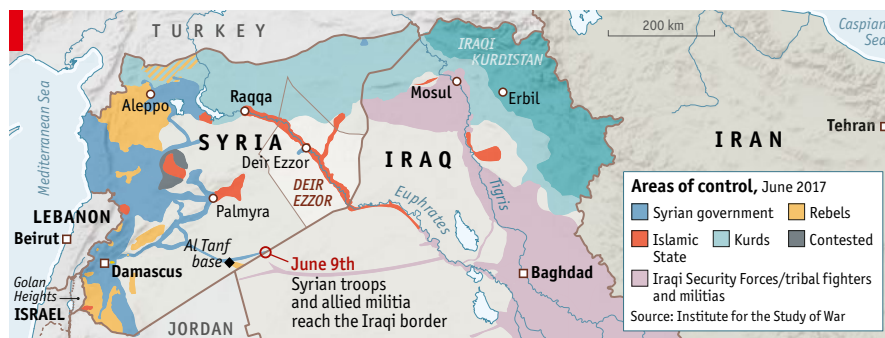 TURKEY
200 km
Caspian
Sea
IRAQI
KURDISTAN
Mediterranean Sea
Aleppo
Raqqa
Mosul
Erbil
Tehran
SYRIA
IRAQ
IRAN
Deir Ezzor
DEIR
EZZOR
Euphrates
Tigris
LEBANON
Palmyra
Beirut
Al Tanf
base
Damascus
Golan
Heights
ISRAEL
JORDAN
June 9th
Syrian troops
and allied militia
reach the Iraqi border
Baghdad
Areas of control, June 2017
Syrian government
Rebels
Islamic
State
Kurds
Contested
Iraqi Security Forces/tribal fighters
and militias
Source: Institute for the Study of War